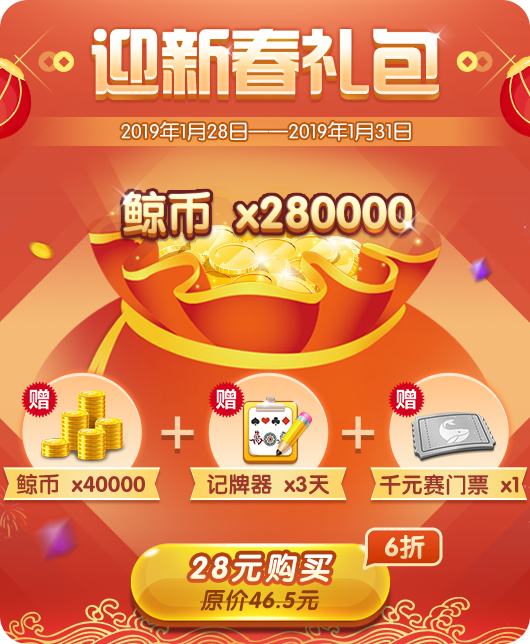 迎新春礼包
2019年1月28日——2019年1月31日
鲸币 x280000
赠 赠 赠
鲸币 x40000 记牌器 x3天 千元赛门票 x1
6折
28元购买
原价46.5元